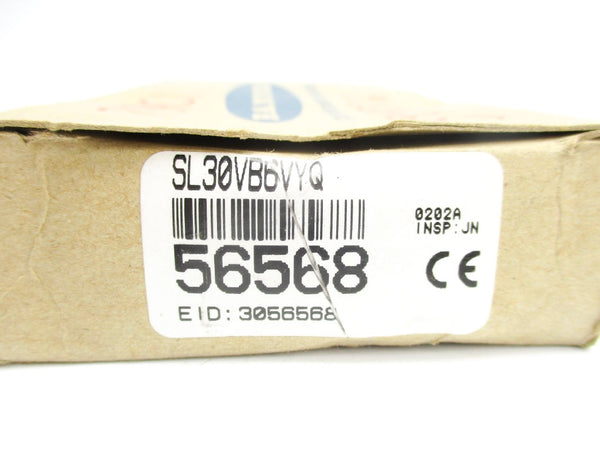 SL30VB6VYQ
0202A
INSP:JN
56568
CE
EID: 3056568